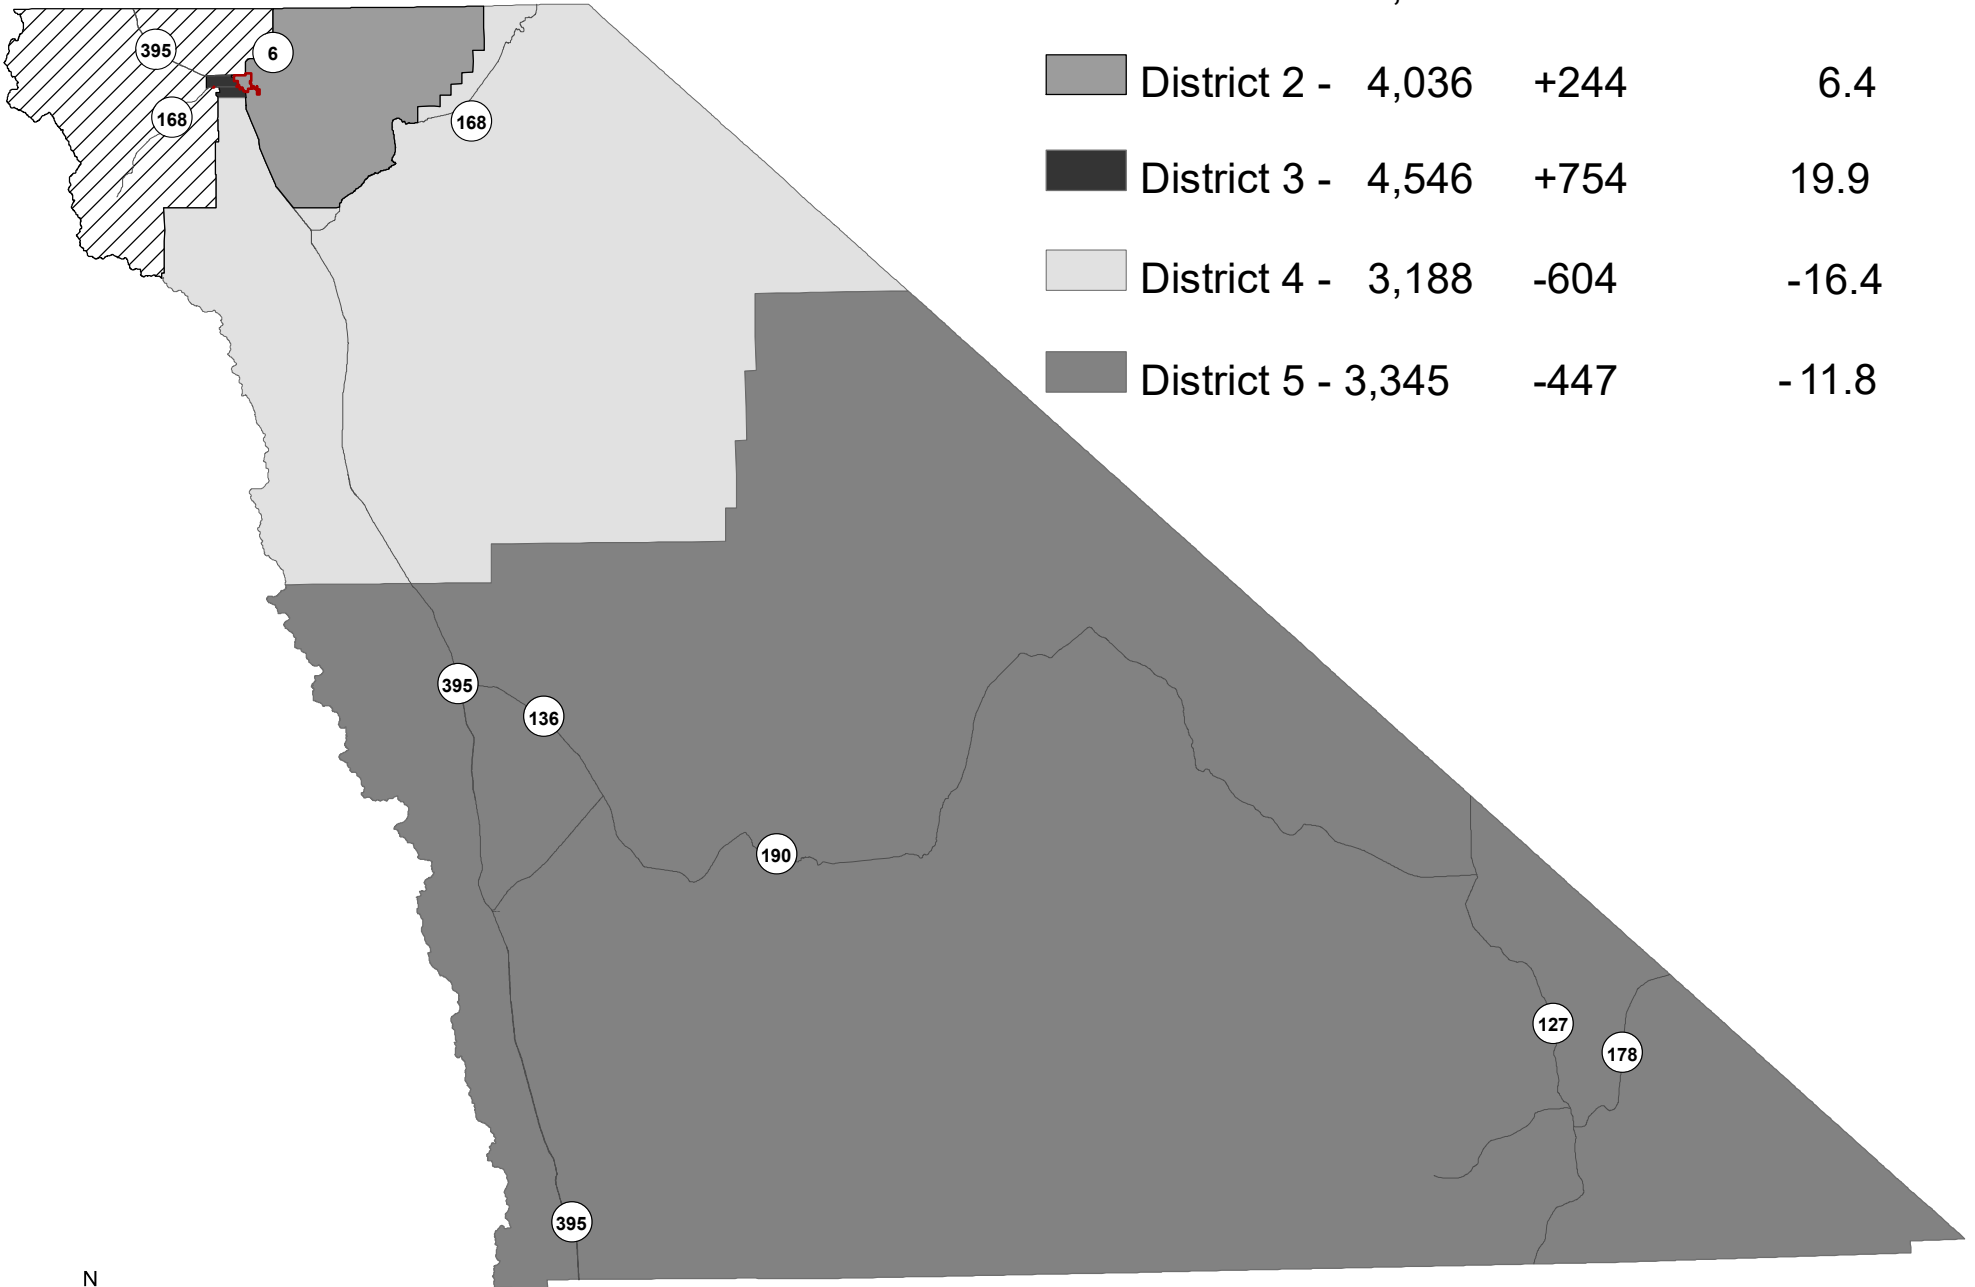 District 2 - 4,036 +244 6.4
District 3 - 4,546 +754 19.9
District 4 - 3,188 -604 -16.4
District 5 - 3,345 -447 - 11.8
395
6
168
168
395
136
190
127
178
395
N